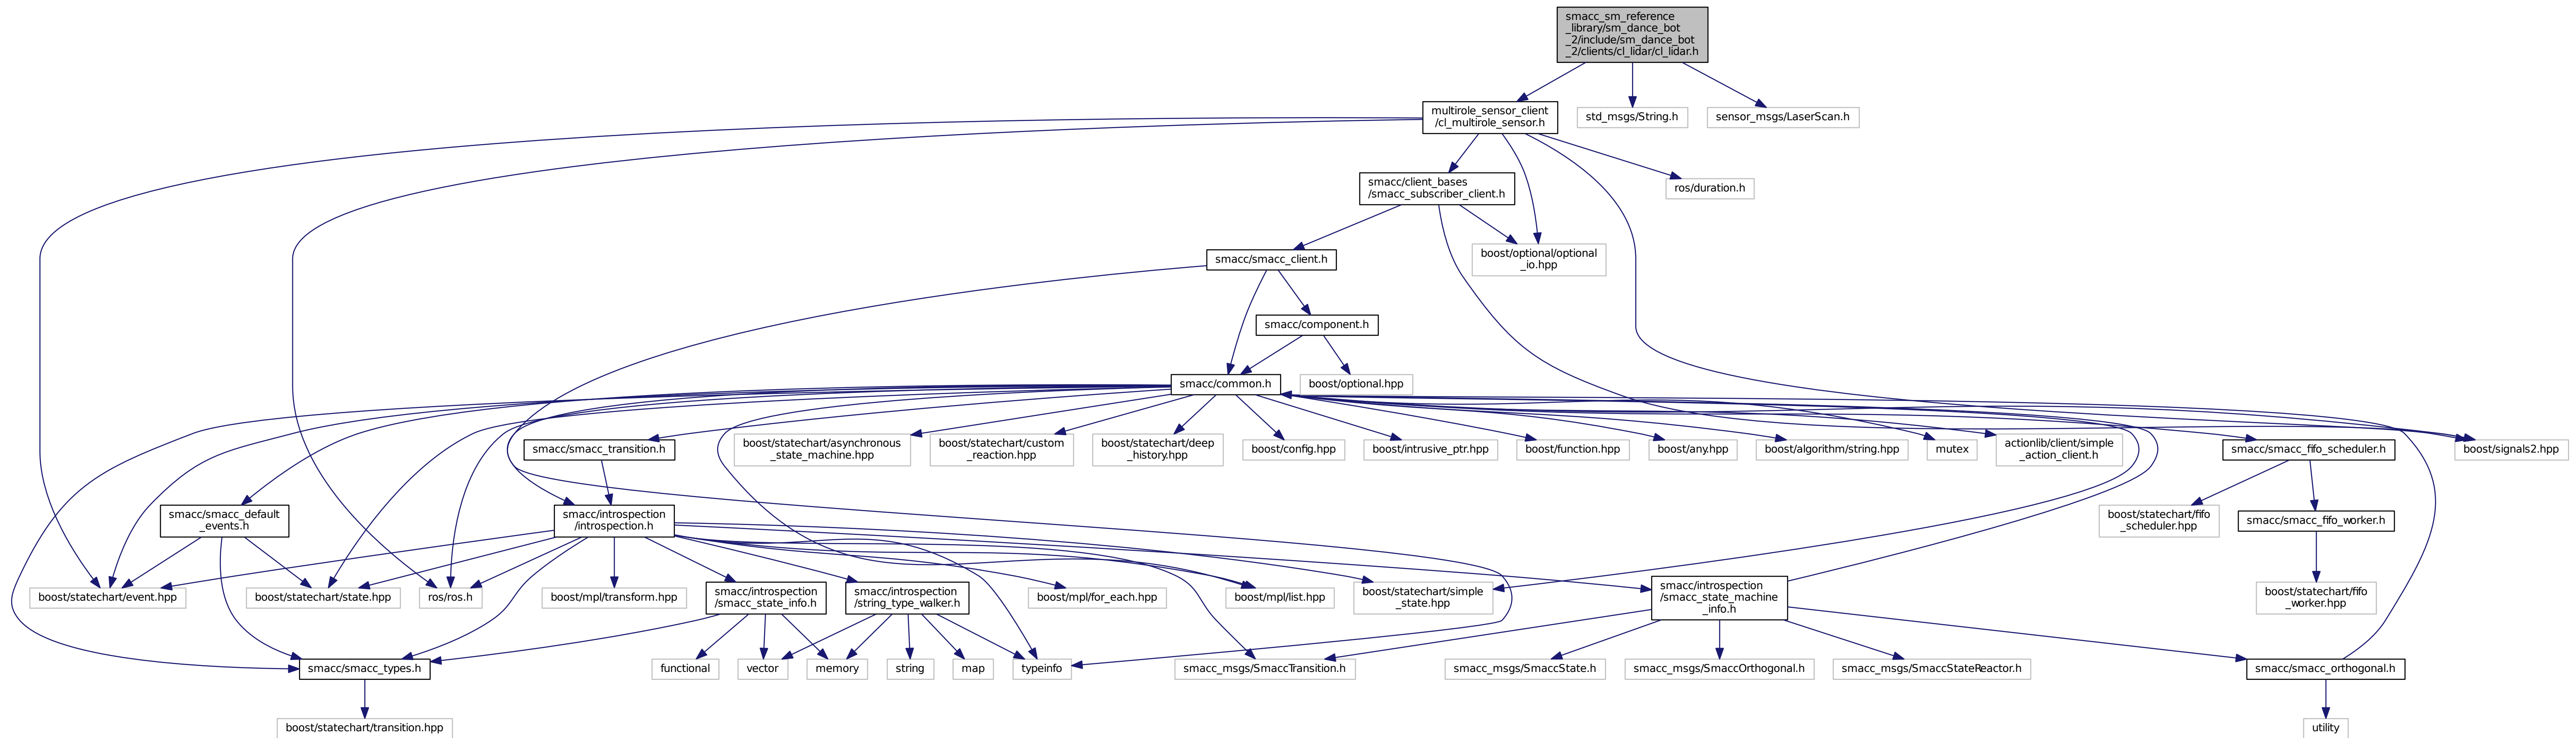 smacc_sm_reference
_library/sm_dance_bot
_2/include/sm_dance_bot
_2/clients/cl_lidar/cl_lidar.h
multirole_sensor_client
/cl_multirole_sensor.h
std_msgs/String.h
sensor_msgs/LaserScan.h
smacc/client_bases
/smacc_subscriber_client.h
ros/duration.h
smacc/smacc_client.h
boost/optional/optional
_io.hpp
smacc/component.h
smacc/common.h
boost/optional.hpp
smacc/smacc_transition.h
boost/statechart/asynchronous
_state_machine.hpp
boost/statechart/custom
_reaction.hpp
boost/statechart/deep
_history.hpp
boost/config.hpp
boost/intrusive_ptr.hpp
boost/function.hpp
boost/any.hpp
boost/algorithm/string.hpp
mutex
actionlib/client/simple
_action_client.h
smacc/smacc_fifo_scheduler.h
boost/signals2.hpp
smacc/smacc_default
_events.h
smacc/introspection
/introspection.h
boost/statechart/fifo
_scheduler.hpp
smacc/smacc_fifo_worker.h
boost/statechart/event.hpp
boost/statechart/state.hpp
ros/ros.h
boost/mpl/transform.hpp
smacc/introspection
/smacc_state_info.h
smacc/introspection
/string_type_walker.h
boost/mpl/for_each.hpp
boost/mpl/list.hpp
boost/statechart/simple
_state.hpp
smacc/introspection
/smacc_state_machine
_info.h
boost/statechart/fifo
_worker.hpp
smacc/smacc_types.h
functional
vector
memory
string
map
typeinfo
smacc_msgs/SmaccTransition.h
smacc_msgs/SmaccState.h
smacc_msgs/SmaccOrthogonal.h
smacc_msgs/SmaccStateReactor.h
smacc/smacc_orthogonal.h
boost/statechart/transition.hpp
utility